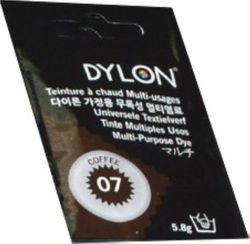 DYLON
Teinture à chaud Multi-usages
다이론 가정용 무독성 멀티염료
Universele Textielverf
Tinte Multiples Usos
Multi-Purpose Dye
マルチ
COFFEE
07
5.8g